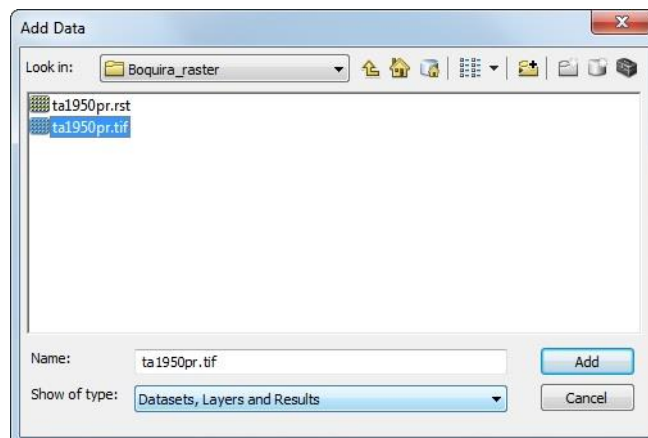 Add Data
Look in: Boquira_raster
ta1950pr.rst
ta1950pr.tif
Name: ta1950pr.tif Add
Show of type: Datasets, Layers and Results Cancel